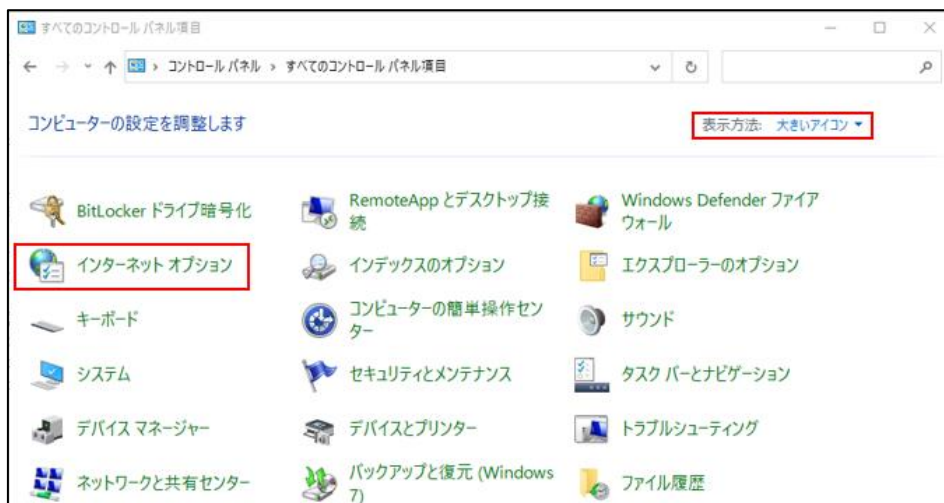 すべてのコントロール パネル項目
コントロール パネル › すべてのコントロール パネル項目
コンピューターの設定を調整します
表示方法: 大きいアイコン
BitLocker ドライブ暗号化
RemoteApp とデスクトップ接
続
Windows Defender ファイア
ウォール
インターネット オプション
インデックスのオプション
エクスプローラーのオプション
キーボード
コンピューターの簡単操作セン
ター
サウンド
システム
セキュリティとメンテナンス
タスク バーとナビゲーション
デバイス マネージャー
デバイスとプリンター
トラブルシューティング
ネットワークと共有センター
バックアップと復元 (Windows
7)
ファイル履歴